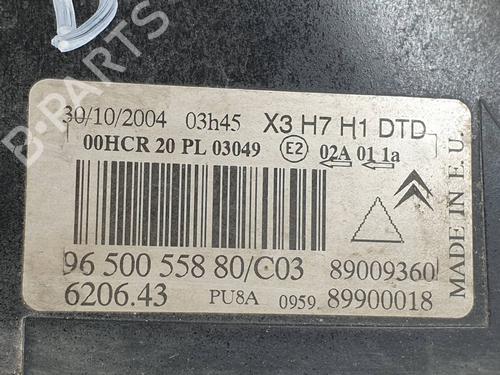 30/10/2004 03h45 X3 H7 H1 DTD
00HCR 20 PL 03049 E2 02A 01 1a
96 500 558 80/C03 89009360
6206.43 PU8A 0959. 89900018
MADE IN E.U.
B-PARTS